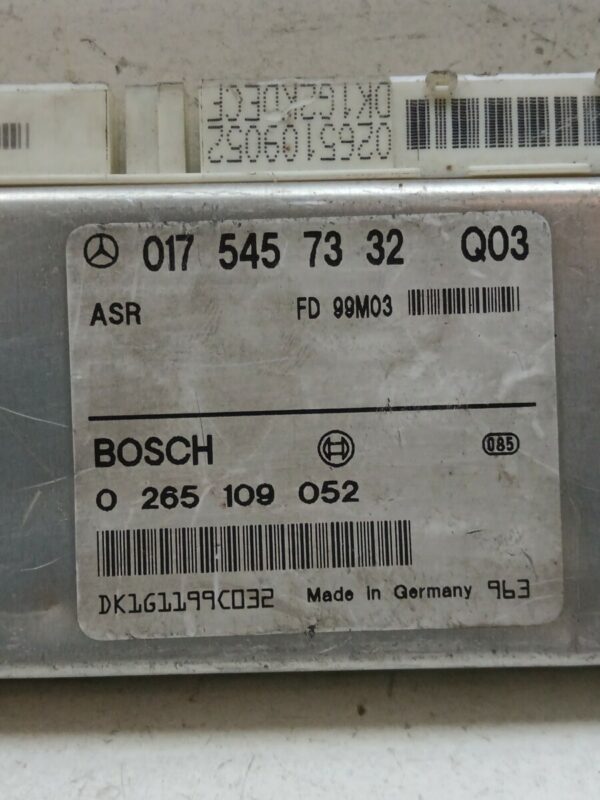 DK1G2KDECF
0265109052
017 545 73 32 Q03
ASR FD 99M03
BOSCH 085
0 265 109 052
DK1G1199C032 Made in Germany 963